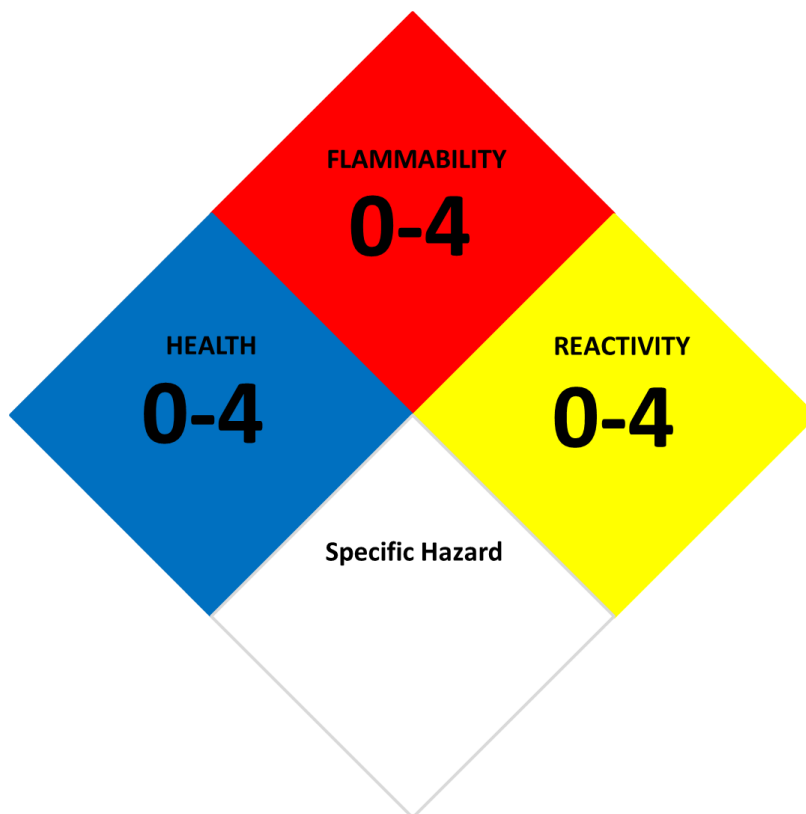 FLAMMABILITY
0-4
HEALTH
0-4
REACTIVITY
0-4
Specific Hazard